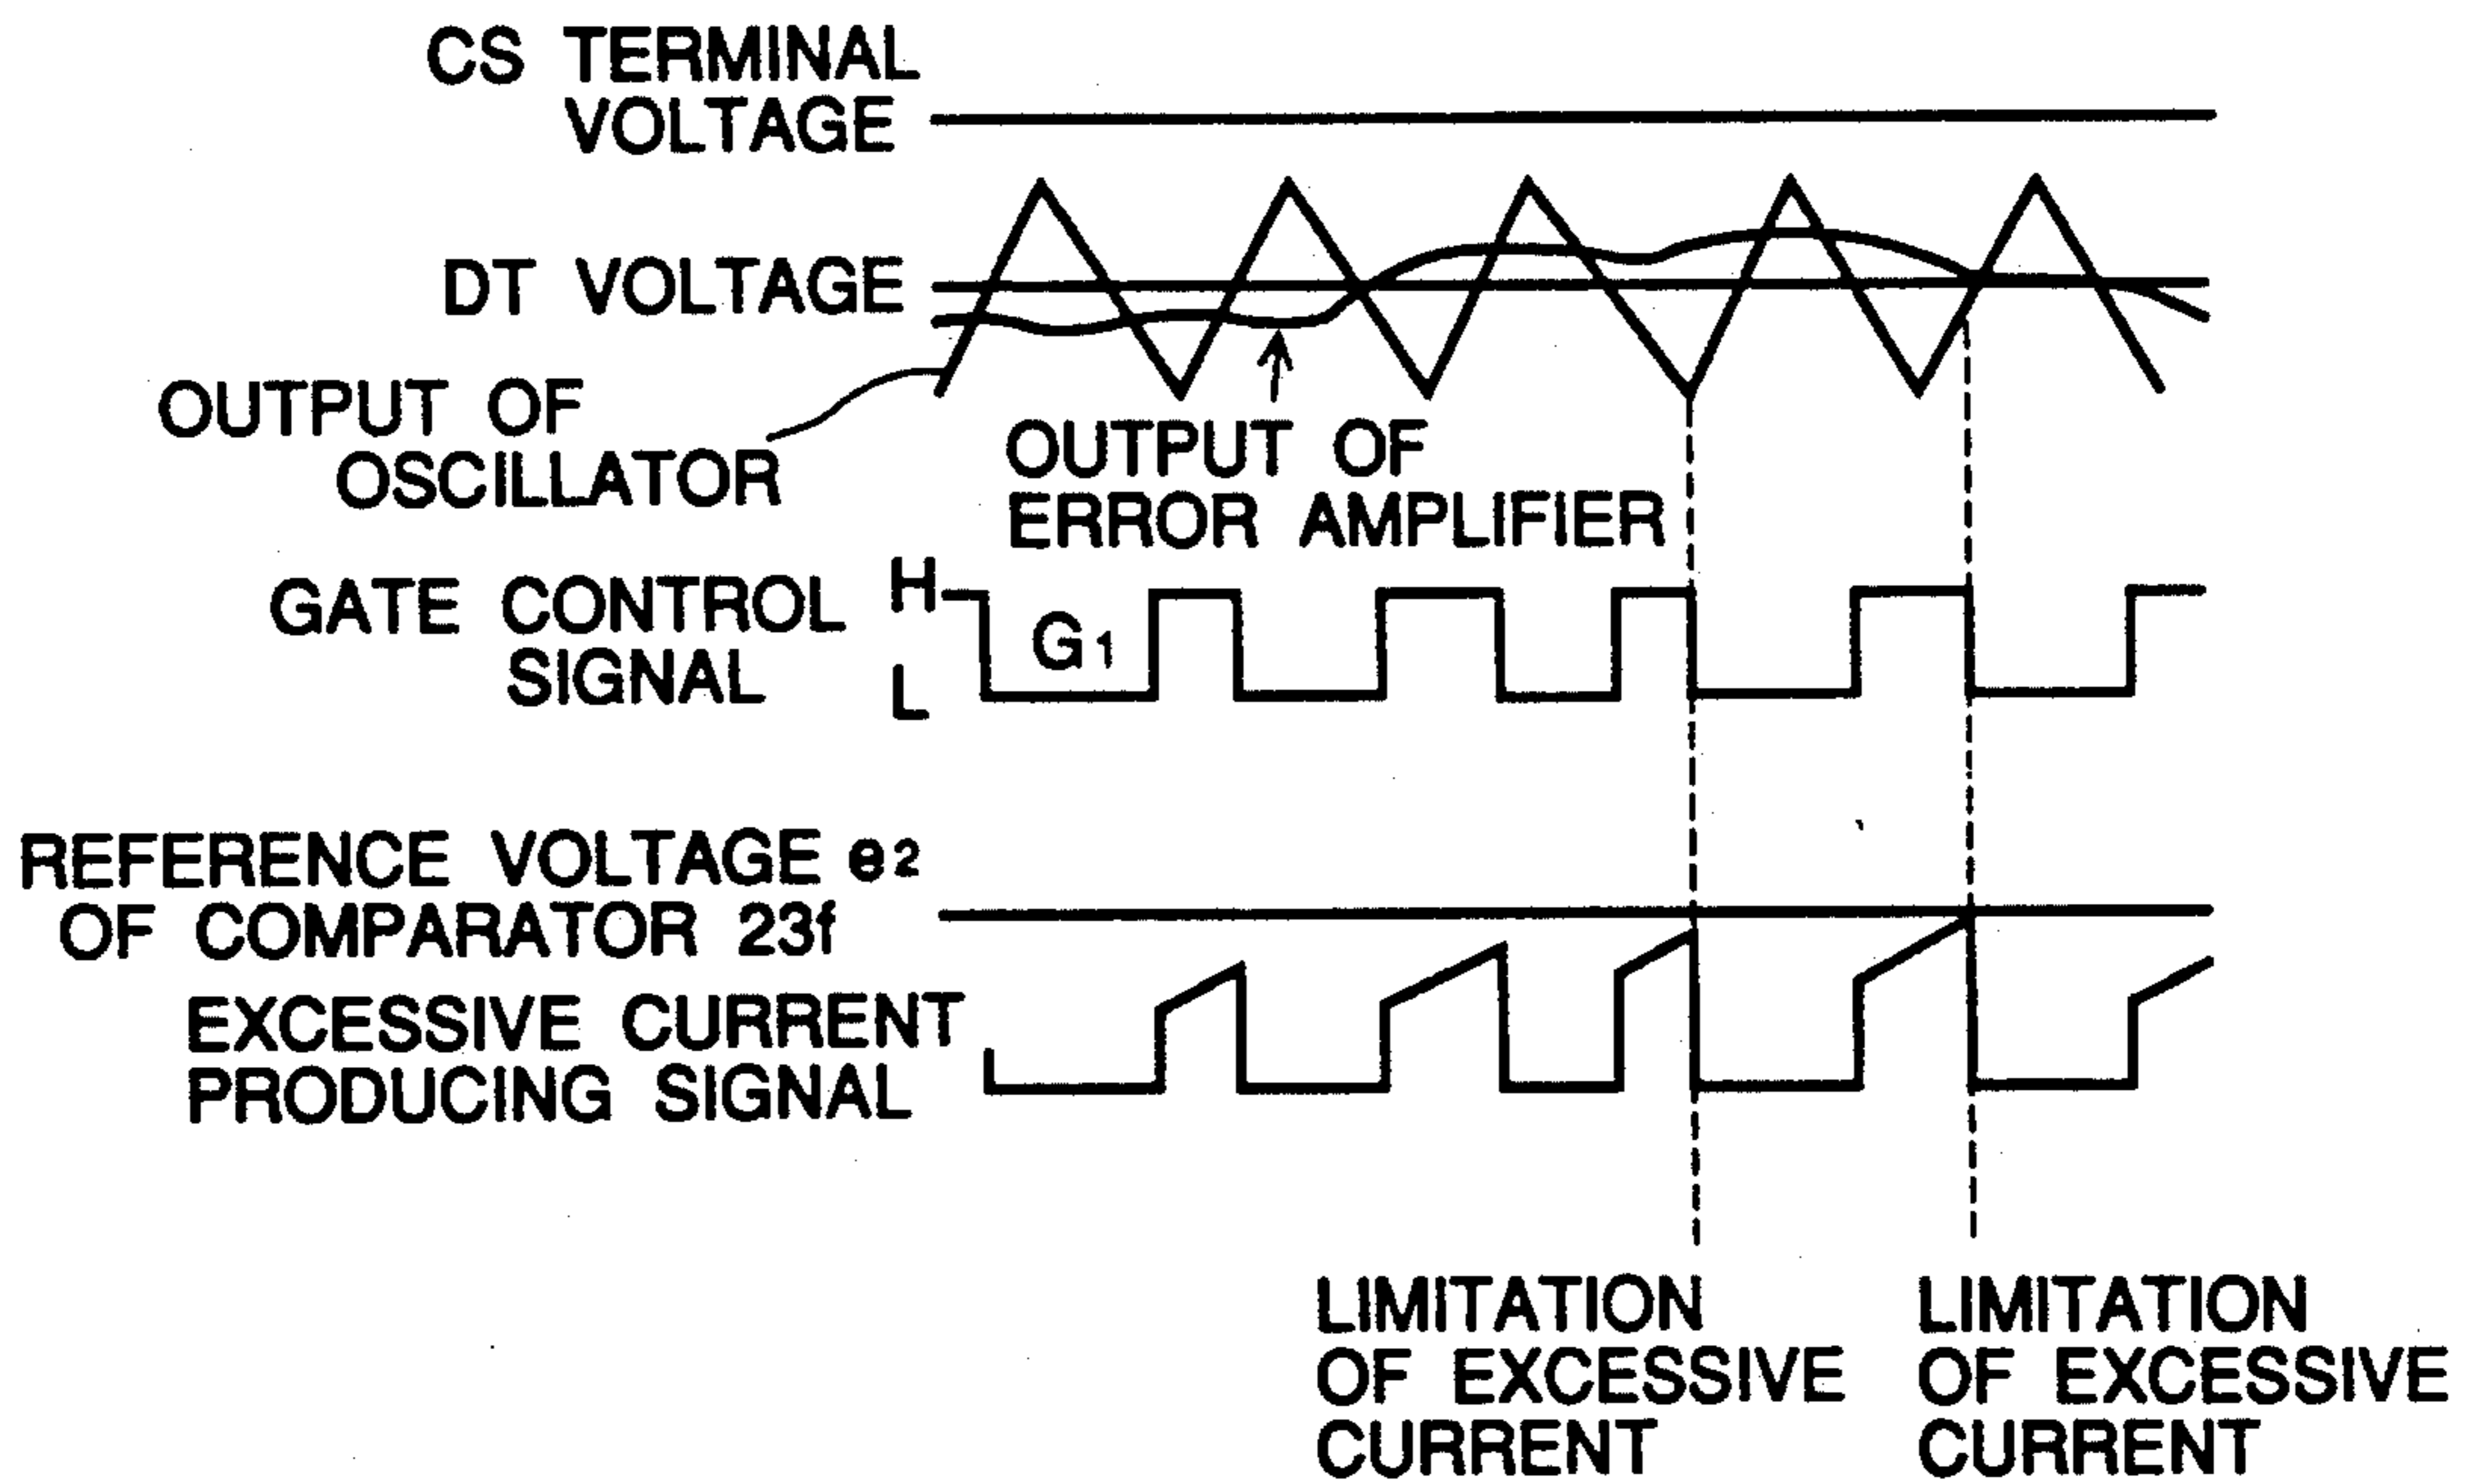 CS TERMINAL
VOLTAGE
DT VOLTAGE
OUTPUT OF
OSCILLATOR
OUTPUT OF
ERROR AMPLIFIER
GATE CONTROL
SIGNAL
H
L
G1
REFERENCE VOLTAGE e2
OF COMPARATOR 23f
EXCESSIVE CURRENT
PRODUCING SIGNAL
LIMITATION
OF EXCESSIVE
CURRENT
LIMITATION
OF EXCESSIVE
CURRENT